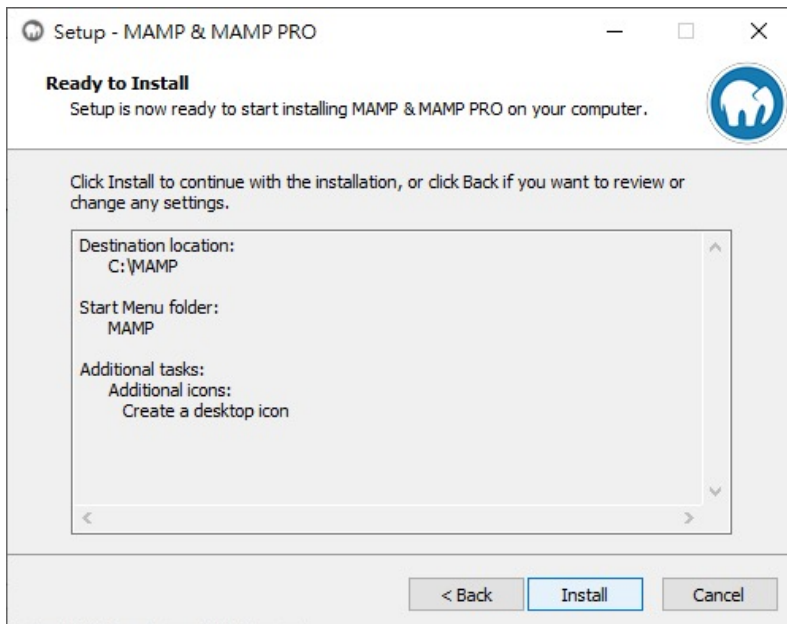 Setup - MAMP & MAMP PRO
Ready to Install
Setup is now ready to start installing MAMP & MAMP PRO on your computer.
Click Install to continue with the installation, or click Back if you want to review or
change any settings.
Destination location:
C:\MAMP
Start Menu folder:
MAMP
Additional tasks:
Additional icons:
Create a desktop icon
< Back
Install
Cancel